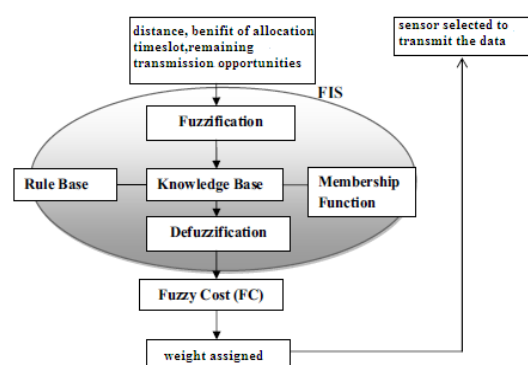 distance, benifit of allocation
timeslot,remaining
transmission opportunities
sensor selected to
transmit the data
FIS
Fuzzification
Rule Base
Knowledge Base
Membership
Function
Defuzzification
Fuzzy Cost (FC)
weight assigned